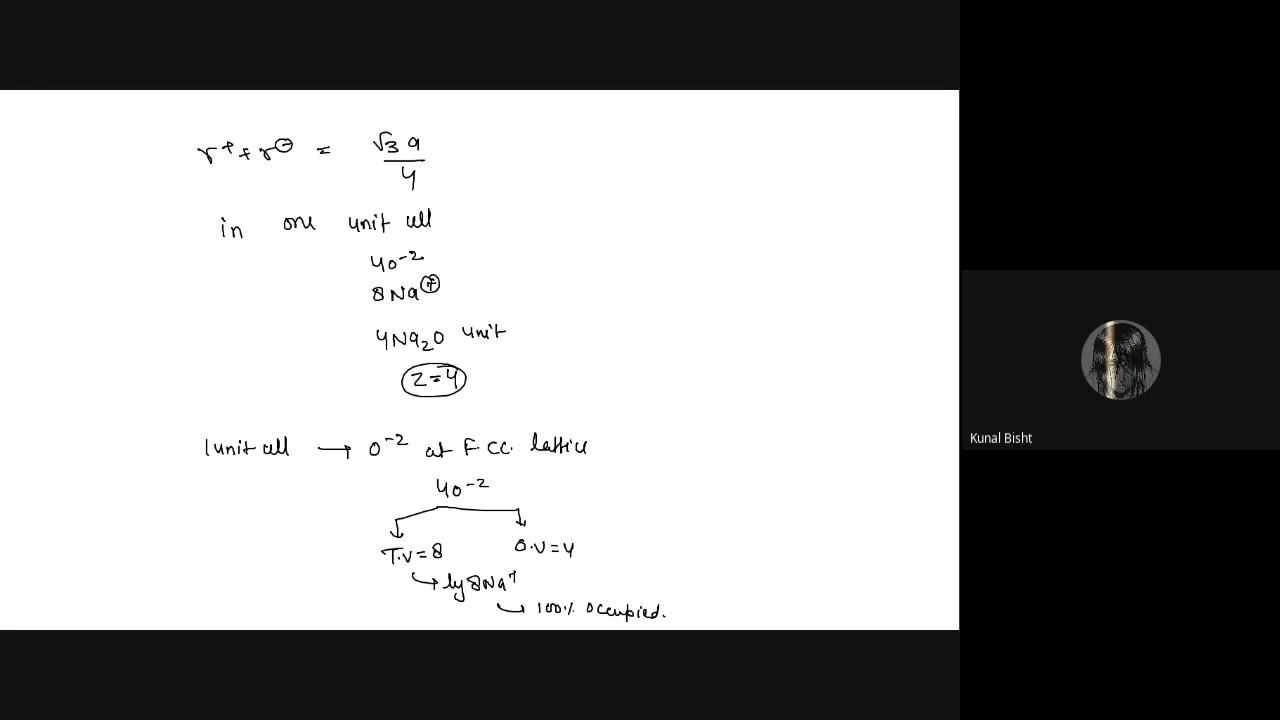 r⁺ + r⊖ = √3 a / 4
in one unit cell
4O⁻²
8Na⊕
4Na₂O unit
Z=4
1 unit cell → O⁻² at F.C.C. lattice
4O⁻²
T.V = 8 O.V = 4
↳ by 8Na⁺
↳ 100% occupied.
Kunal Bisht